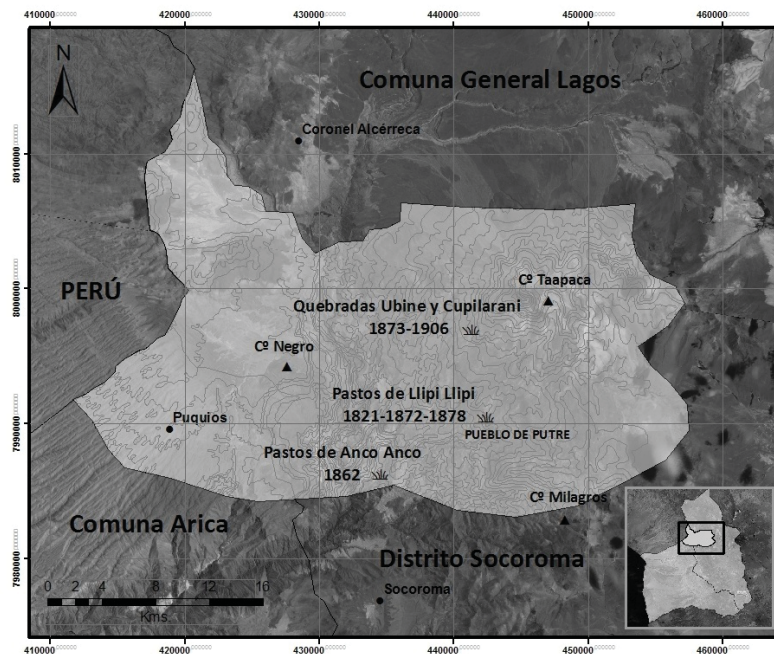 410000 420000 430000 440000 450000 460000
N
Comuna General Lagos
Coronel Alcérreca
8010000
PERÚ
8000000
Cº Taapaca
Quebradas Ubine y Cupilarani
1873-1906
Cº Negro
Pastos de Llipi Llipi
1821-1872-1878
Puquios
7990000
PUEBLO DE PUTRE
Pastos de Anco Anco
1862
Cº Milagros
Comuna Arica
Distrito Socoroma
7980000
0 2 4 8 12 16
Kms
Socoroma
410000 420000 430000 440000 450000 460000